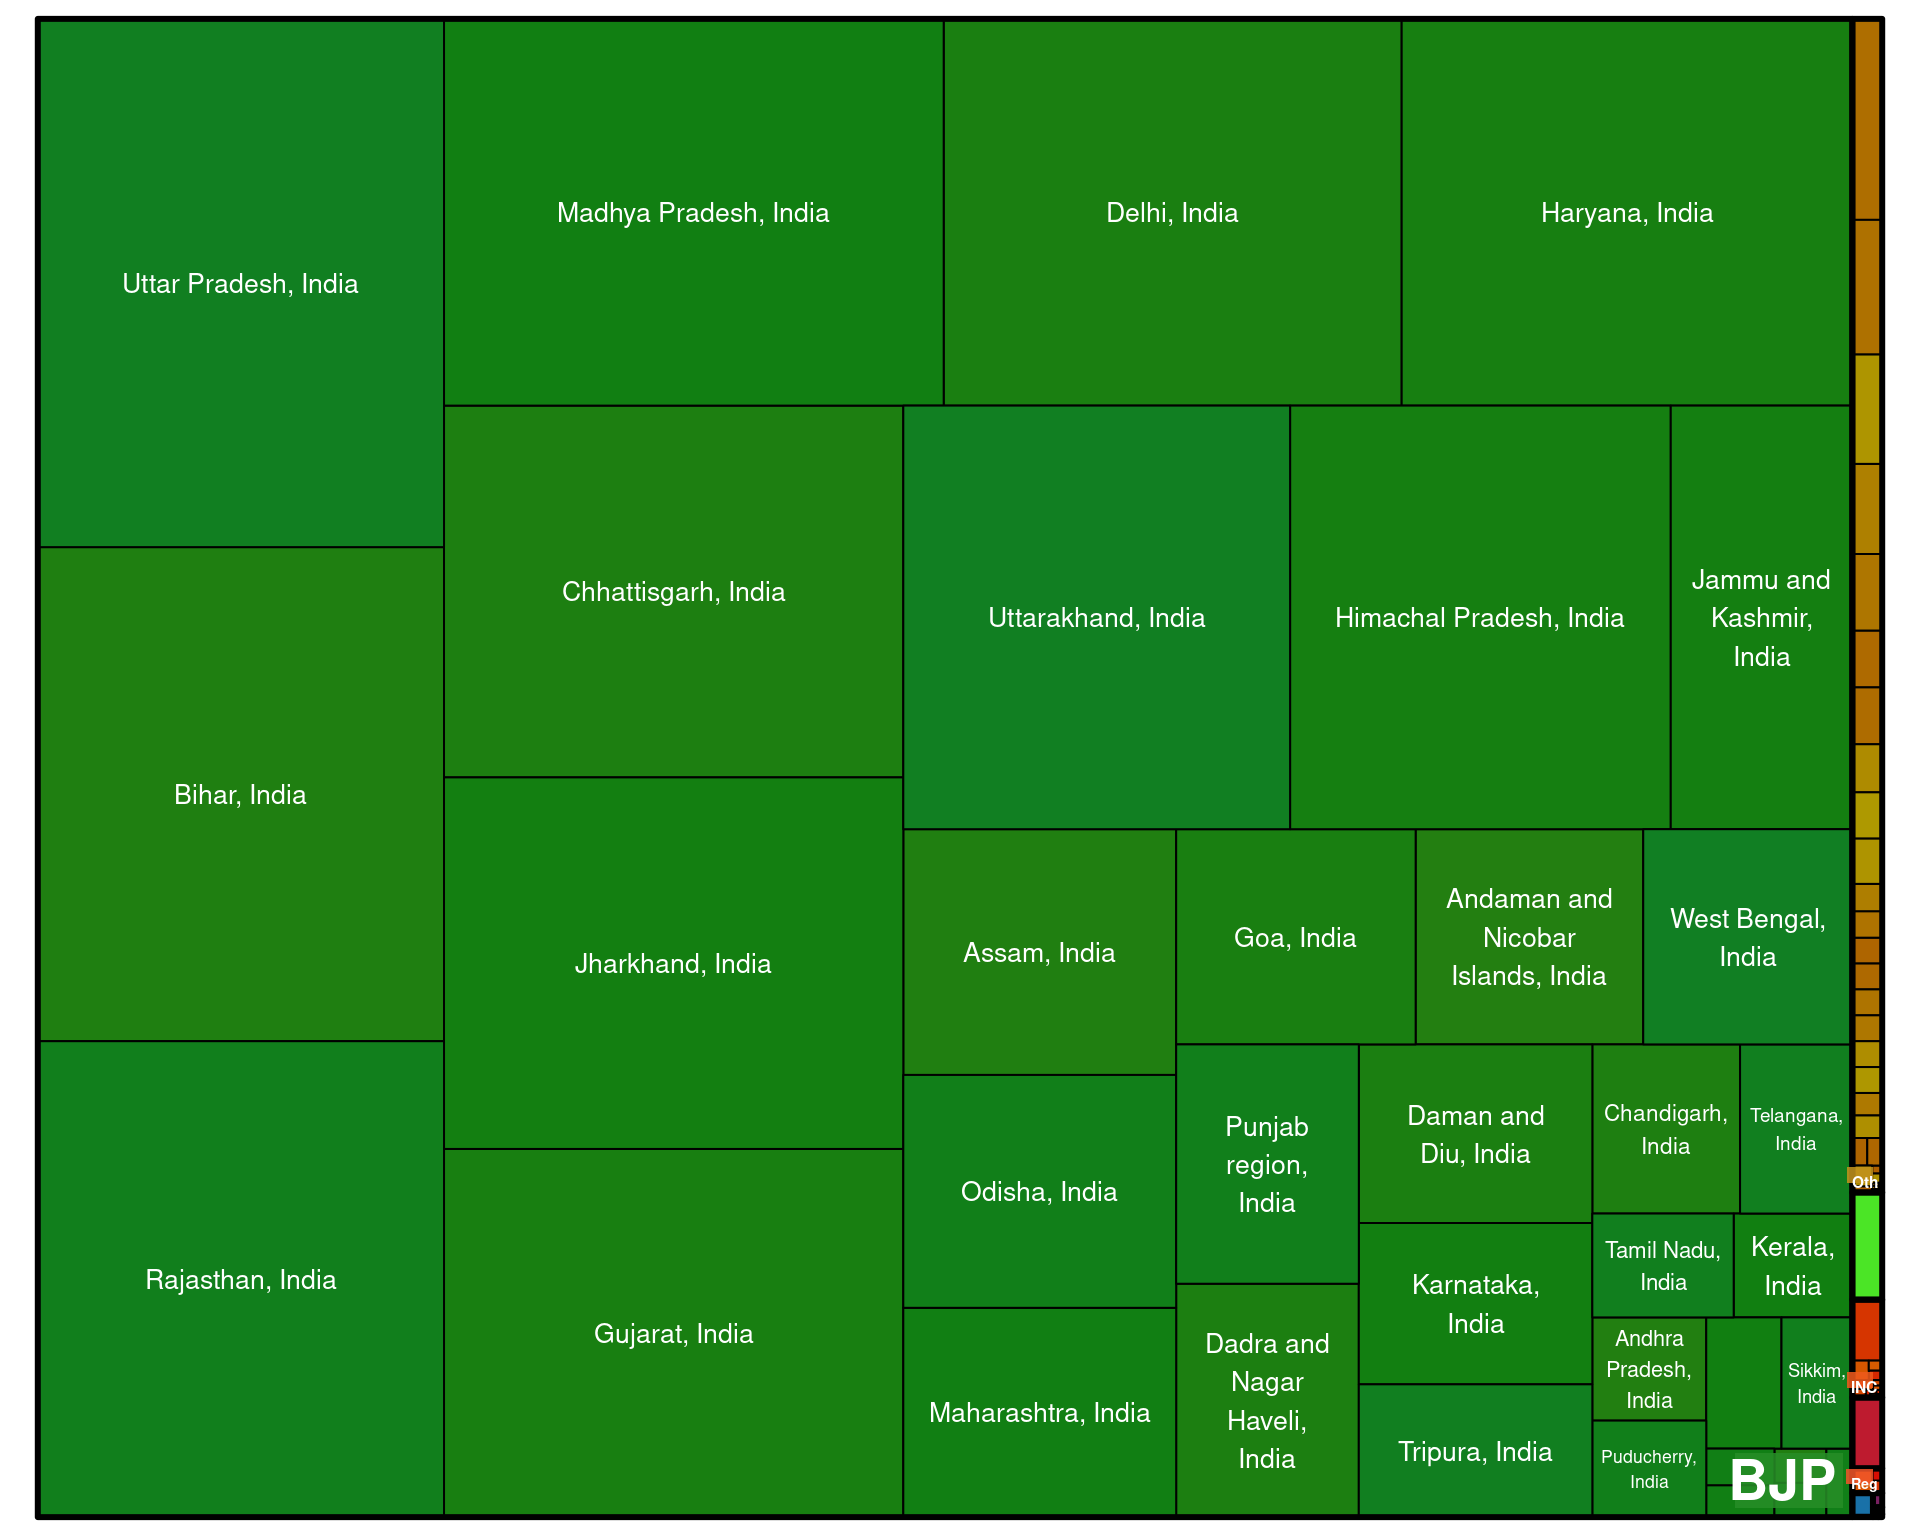 Uttar Pradesh, India
Madhya Pradesh, India
Delhi, India
Haryana, India
Chhattisgarh, India
Uttarakhand, India
Himachal Pradesh, India
Jammu and
Kashmir,
India
Bihar, India
Jharkhand, India
Assam, India
Goa, India
Andaman and
Nicobar
Islands, India
West Bengal,
India
Rajasthan, India
Gujarat, India
Odisha, India
Maharashtra, India
Punjab
region,
India
Dadra and
Nagar
Haveli,
India
Daman and
Diu, India
Karnataka,
India
Tripura, India
Chandigarh,
India
Telangana,
India
Tamil Nadu,
India
Kerala,
India
Andhra
Pradesh,
India
Sikkim,
India
Puducherry,
India
BJP
Oth
INC
Reg